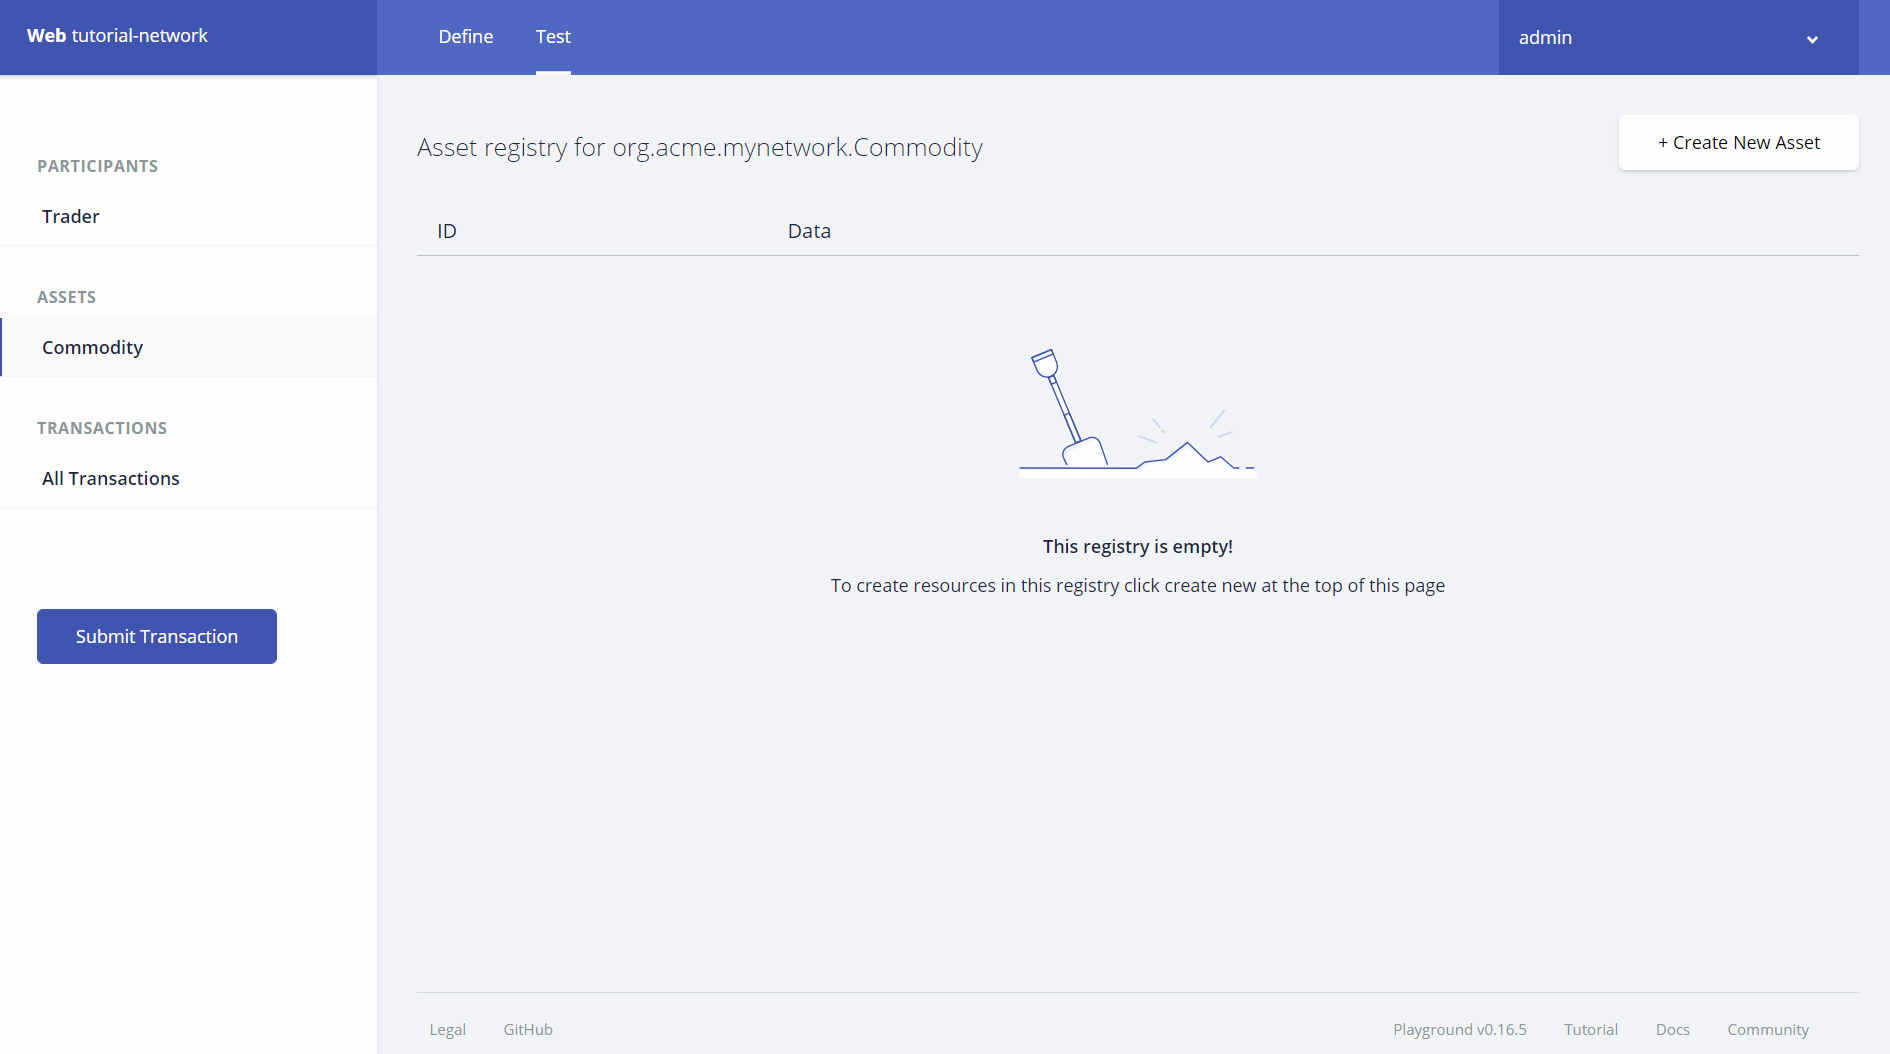 Web tutorial-network
Define
Test
admin
PARTICIPANTS
Trader
ASSETS
Commodity
TRANSACTIONS
All Transactions
Submit Transaction
Asset registry for org.acme.mynetwork.Commodity
+ Create New Asset
ID
Data
This registry is empty!
To create resources in this registry click create new at the top of this page
Legal
GitHub
Playground v0.16.5
Tutorial
Docs
Community